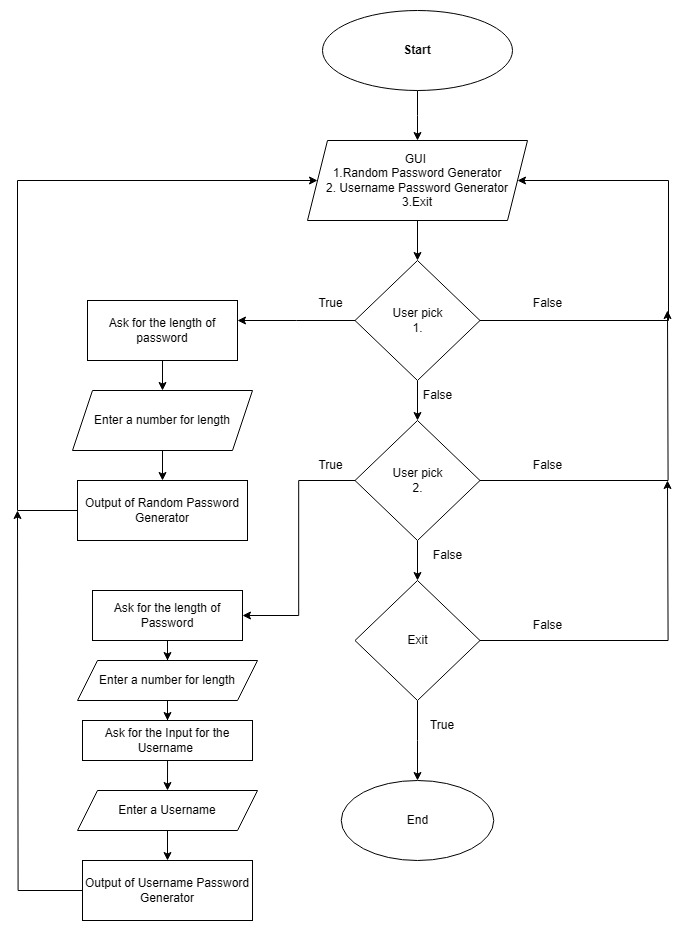 Start
GUI
1.Random Password Generator
2. Username Password Generator
3.Exit
True
User pick
1.
False
Ask for the length of
password
False
Enter a number for length
True
User pick
2.
False
Output of Random Password
Generator
False
Ask for the length of
Password
Exit
False
Enter a number for length
True
Ask for the Input for the
Username
Enter a Username
End
Output of Username Password
Generator